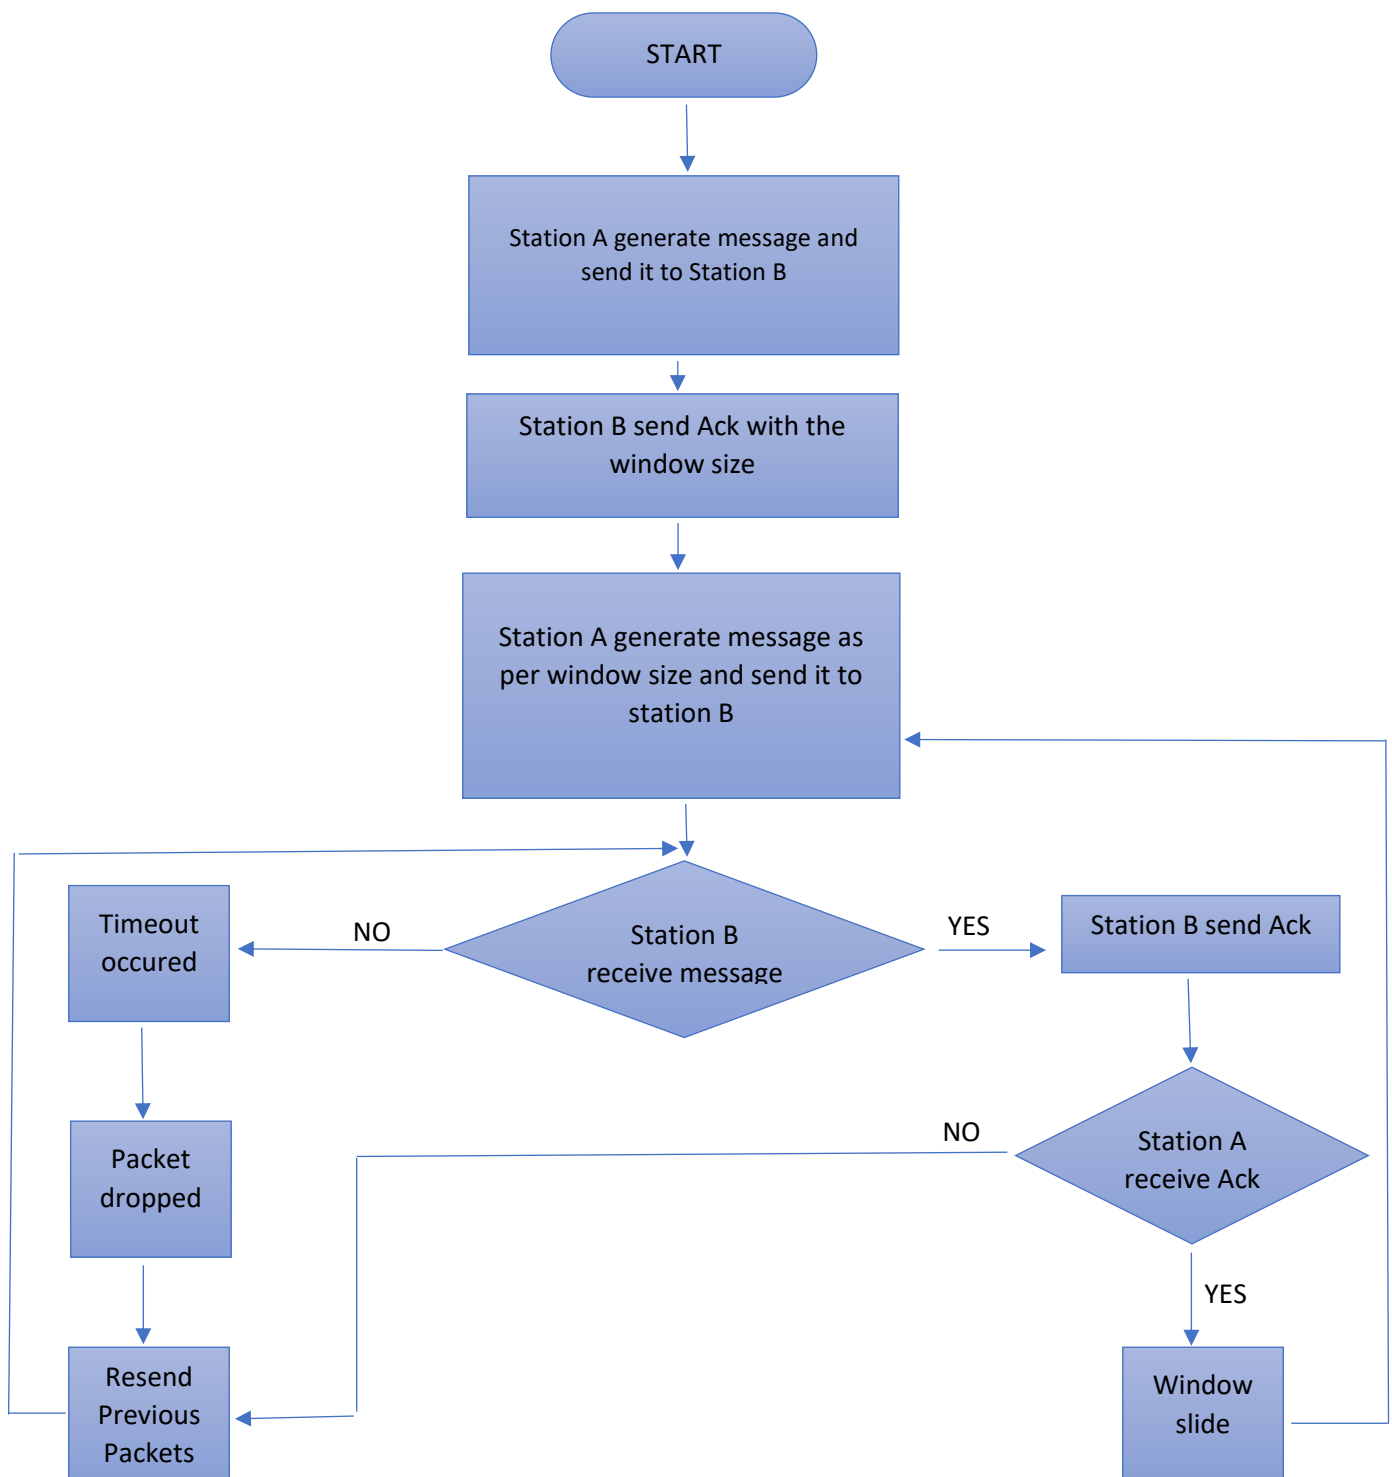 START
Station A generate message and
send it to Station B
Station B send Ack with the
window size
Station A generate message as
per window size and send it to
station B
Timeout
occured
NO
Station B
receive message
YES
Station B send Ack
Packet
dropped
NO
Station A
receive Ack
YES
Resend
Previous
Packets
Window
slide